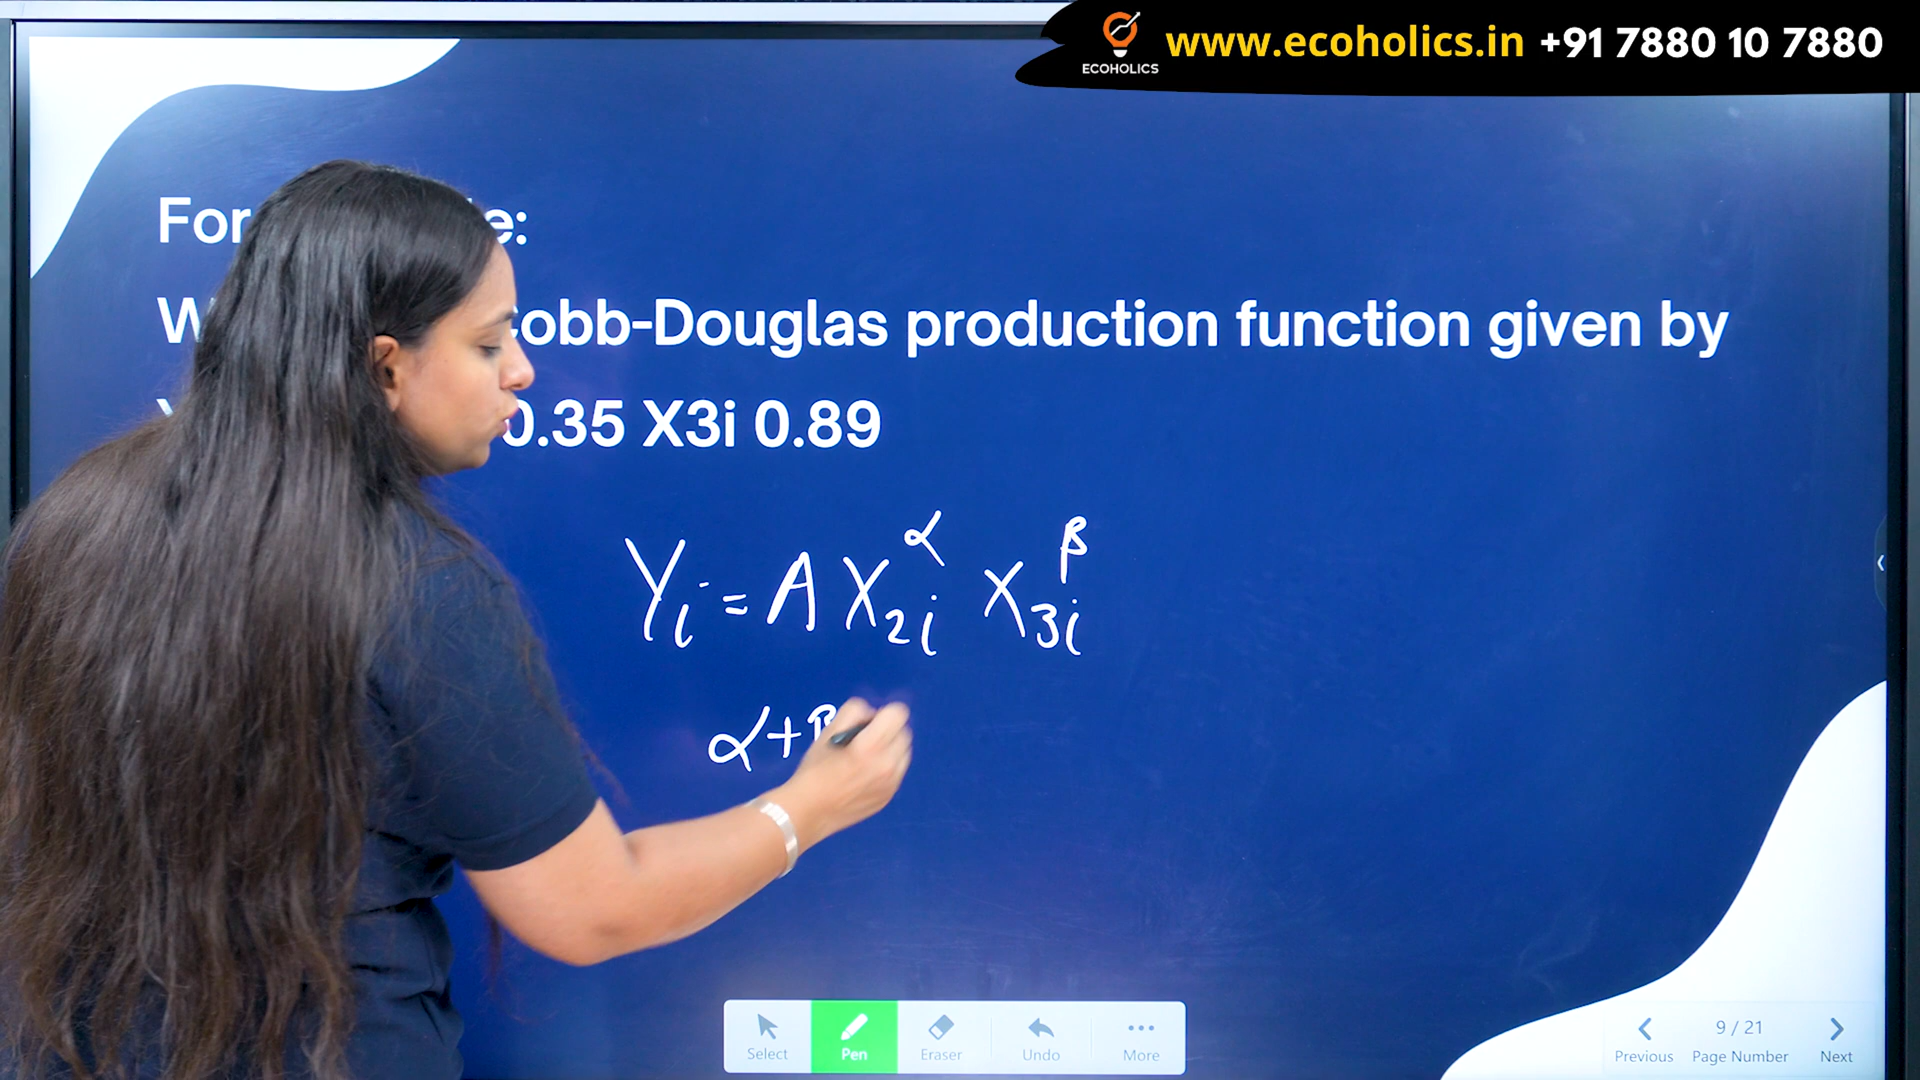 www.ecoholics.in +91 7880 10 7880
ECOHOLICS
For e:
Cobb-Douglas production function given by
0.35 X3i 0.89
Yi = A X2i^α X3i^β
α+β
Select Pen Eraser Undo More
9 / 21
Previous Page Number Next